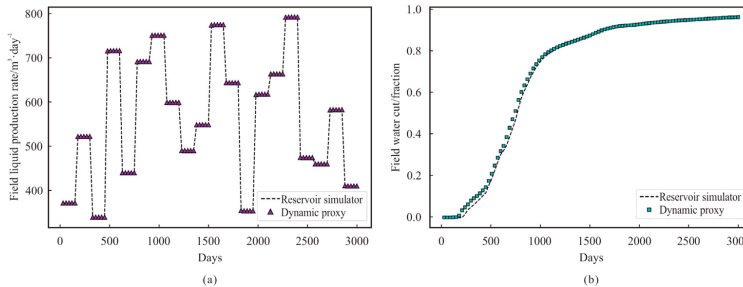 Field liquid production rate/m³·day⁻¹
800
700
600
500
400
0
500
1000
1500
2000
2500
3000
Days
Reservoir simulator
Dynamic proxy
(a)
Field water cut/fraction
1.0
0.8
0.6
0.4
0.2
0.0
0
500
1000
1500
2000
2500
3000
Days
Reservoir simulator
Dynamic proxy
(b)